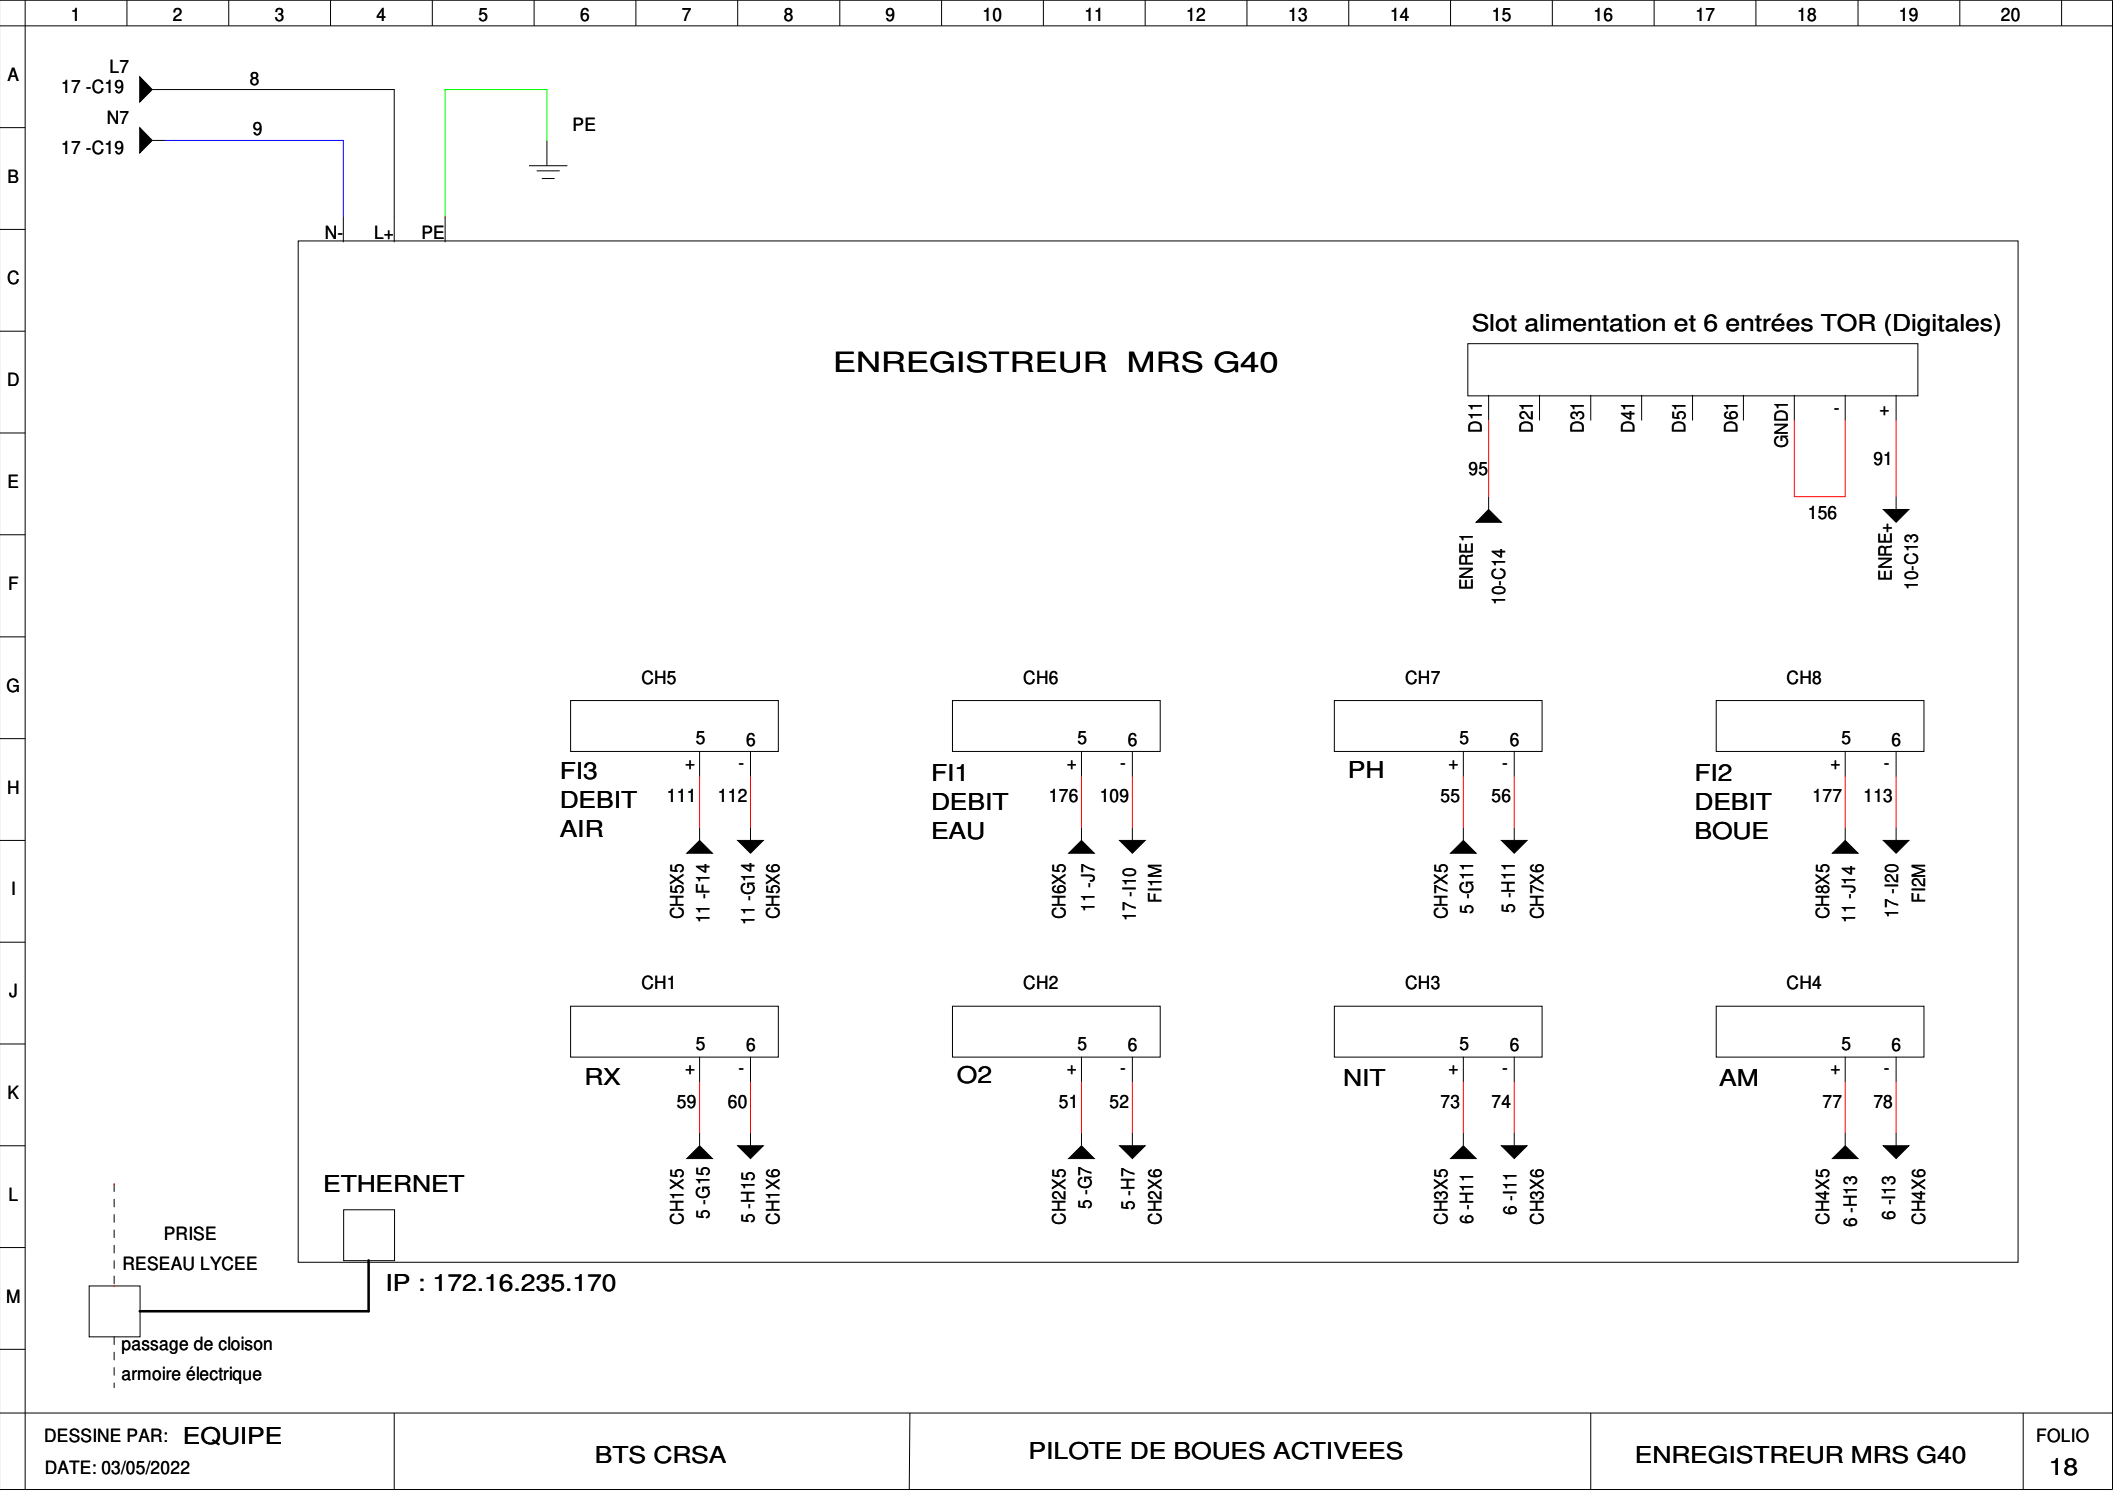 1 2 3 4 5 6 7 8 9 10 11 12 13 14 15 16 17 18 19 20
A
B
C
D
E
F
G
H
I
J
K
L
M
L7
17 -C19
8
N7
17 -C19
9
PE
N- L+ PE
ENREGISTREUR MRS G40
Slot alimentation et 6 entrées TOR (Digitales)
D11 D21 D31 D41 D51 D61 GND1 - +
95
91
156
ENRE1
10-C14
ENRE+
10-C13
CH5
5 6
+ -
FI3
DEBIT
AIR
111 112
CH5X5
11 -F14
11 -G14
CH5X6
CH6
5 6
+ -
FI1
DEBIT
EAU
176 109
CH6X5
11 -J7
17 -I10
FI1M
CH7
5 6
+ -
PH
55 56
CH7X5
5 -G11
5 -H11
CH7X6
CH8
5 6
+ -
FI2
DEBIT
BOUE
177 113
CH8X5
11 -J14
17 -I20
FI2M
CH1
5 6
+ -
RX
59 60
CH1X5
5 -G15
5 -H15
CH1X6
CH2
5 6
+ -
O2
51 52
CH2X5
5 -G7
5 -H7
CH2X6
CH3
5 6
+ -
NIT
73 74
CH3X5
6 -H11
6 -I11
CH3X6
CH4
5 6
+ -
AM
77 78
CH4X5
6 -H13
6 -I13
CH4X6
ETHERNET
IP : 172.16.235.170
PRISE
RESEAU LYCEE
passage de cloison
armoire électrique
DESSINE PAR: EQUIPE
DATE: 03/05/2022
BTS CRSA
PILOTE DE BOUES ACTIVEES
ENREGISTREUR MRS G40
FOLIO
18